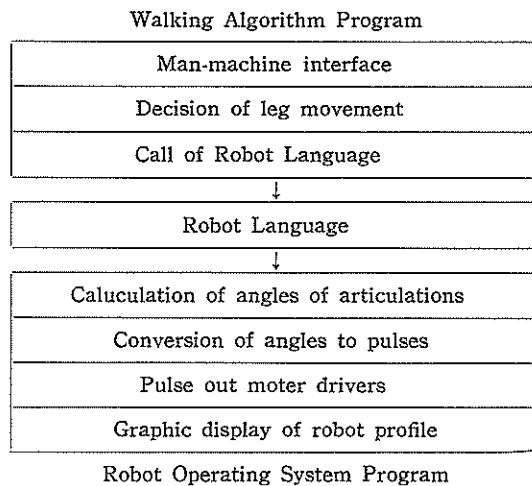 Walking Algorithm Program
Man-machine interface
Decision of leg movement
Call of Robot Language
↓
Robot Language
↓
Caluculation of angles of articulations
Conversion of angles to pulses
Pulse out moter drivers
Graphic display of robot profile
Robot Operating System Program